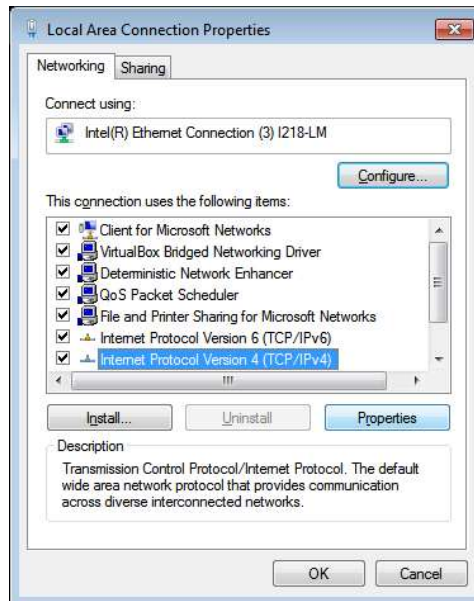 Local Area Connection Properties
Networking
Sharing
Connect using:
Intel(R) Ethernet Connection (3) I218-LM
Configure...
This connection uses the following items:
Client for Microsoft Networks
VirtualBox Bridged Networking Driver
Deterministic Network Enhancer
QoS Packet Scheduler
File and Printer Sharing for Microsoft Networks
Internet Protocol Version 6 (TCP/IPv6)
Internet Protocol Version 4 (TCP/IPv4)
Install...
Uninstall
Properties
Description
Transmission Control Protocol/Internet Protocol. The default
wide area network protocol that provides communication
across diverse interconnected networks.
OK
Cancel